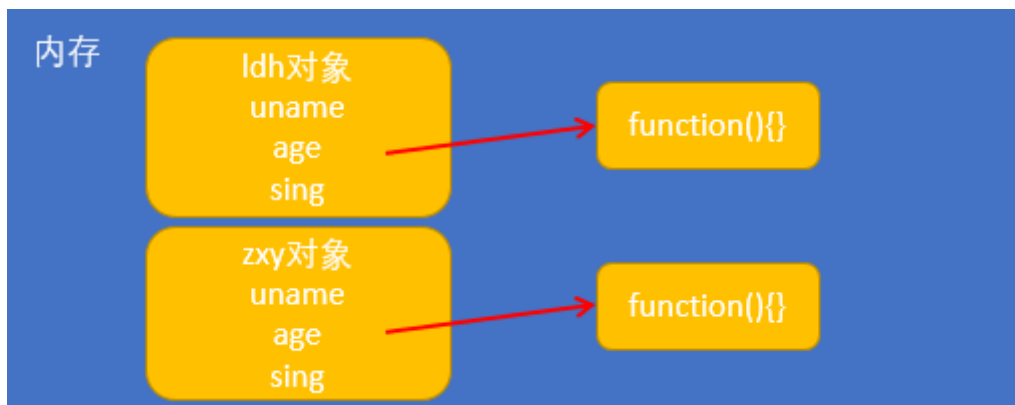 内存
ldh对象
uname
age
sing
function(){}
zxy对象
uname
age
sing
function(){}